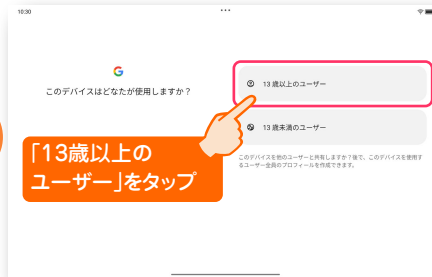 10:30
このデバイスはどなたが使用しますか？
13 歳以上のユーザー
13 歳未満のユーザー
このデバイスを他のユーザーと共有しますか？後で、このデバイスを使用す
るユーザー全員のプロフィールを作成できます。
「13歳以上の
ユーザー」をタップ